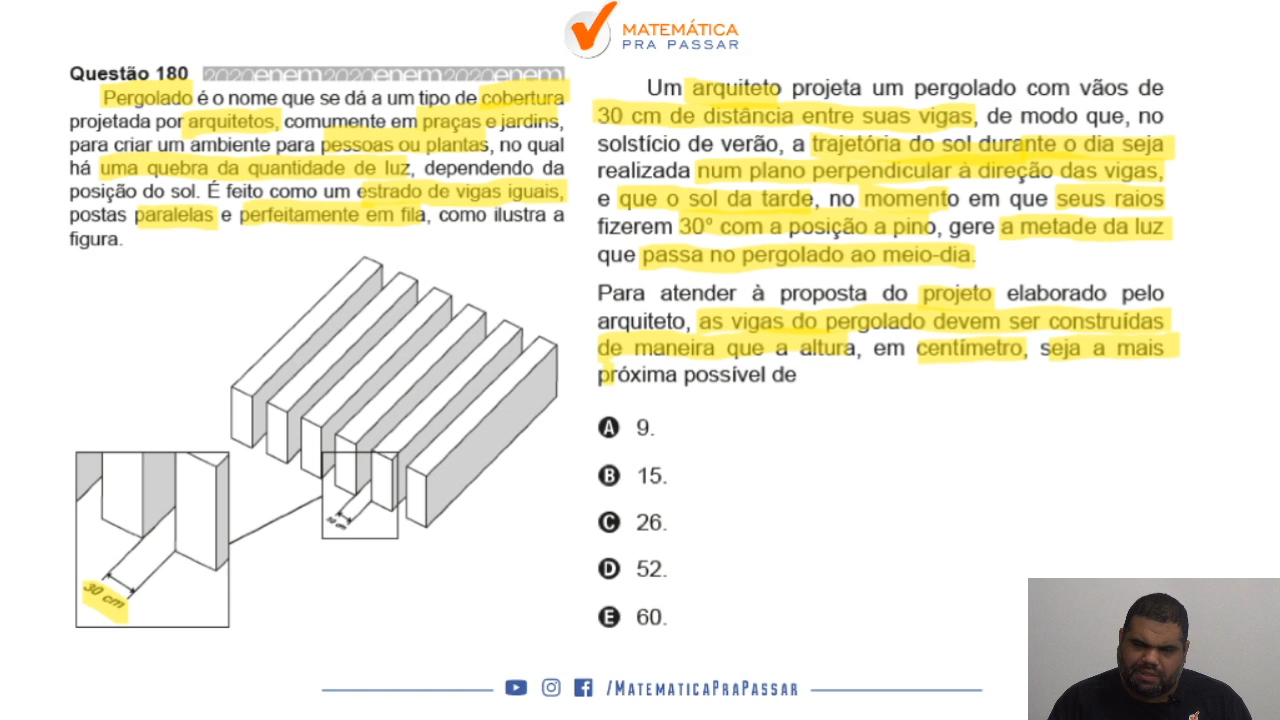 MATEMÁTICA
PRA PASSAR
Questão 180 2020enem2020enem2020enem
Pergolado é o nome que se dá a um tipo de cobertura
projetada por arquitetos, comumente em praças e jardins,
para criar um ambiente para pessoas ou plantas, no qual
há uma quebra da quantidade de luz, dependendo da
posição do sol. É feito como um estrado de vigas iguais,
postas paralelas e perfeitamente em fila, como ilustra a
figura.
30 cm
30 cm
Um arquiteto projeta um pergolado com vãos de
30 cm de distância entre suas vigas, de modo que, no
solstício de verão, a trajetória do sol durante o dia seja
realizada num plano perpendicular à direção das vigas,
e que o sol da tarde, no momento em que seus raios
fizerem 30º com a posição a pino, gere a metade da luz
que passa no pergolado ao meio-dia.
Para atender à proposta do projeto elaborado pelo
arquiteto, as vigas do pergolado devem ser construídas
de maneira que a altura, em centímetro, seja a mais
próxima possível de
A 9.
B 15.
C 26.
D 52.
E 60.
/MATEMATICAPRAPASSAR